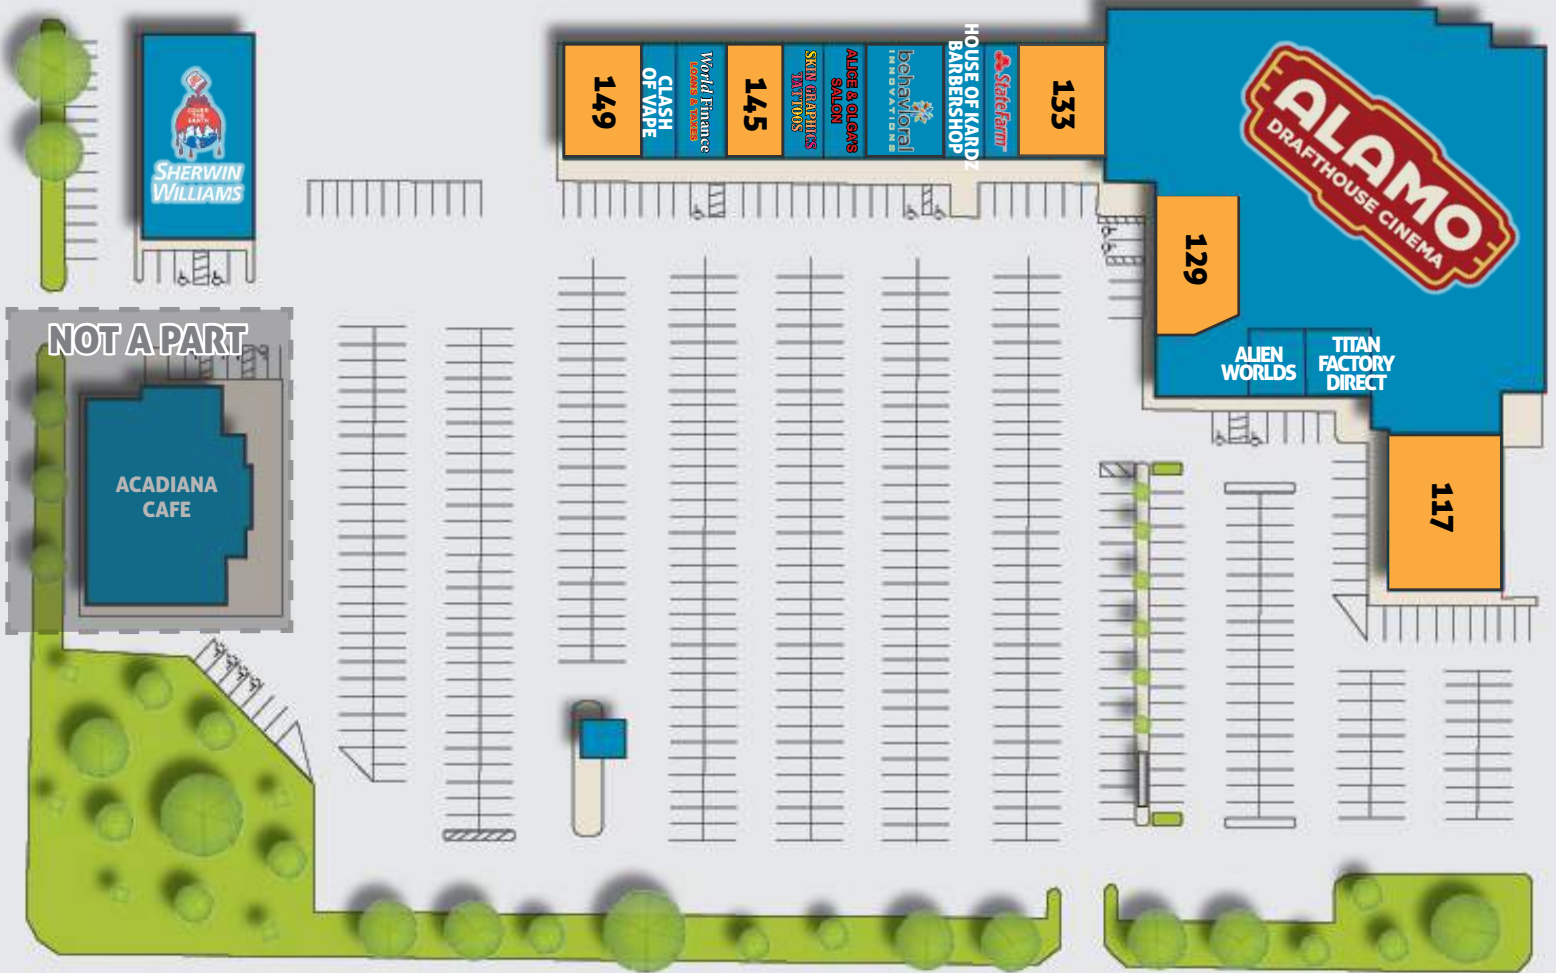 COVER
THE
EARTH
SHERWIN
WILLIAMS
149
CLASH
OF VAPE
World Finance
LOANS & TAXES
145
SKIN GRAPHICS
TATTOOS
ALICE & OLGA'S
SALON
behavioral
INNOVATIONS
HOUSE OF KARDZ
BARBERSHOP
State Farm
133
ALAMO
DRAFTHOUSE CINEMA
129
ALIEN
WORLDS
TITAN
FACTORY
DIRECT
117
NOT A PART
ACADIANA
CAFE